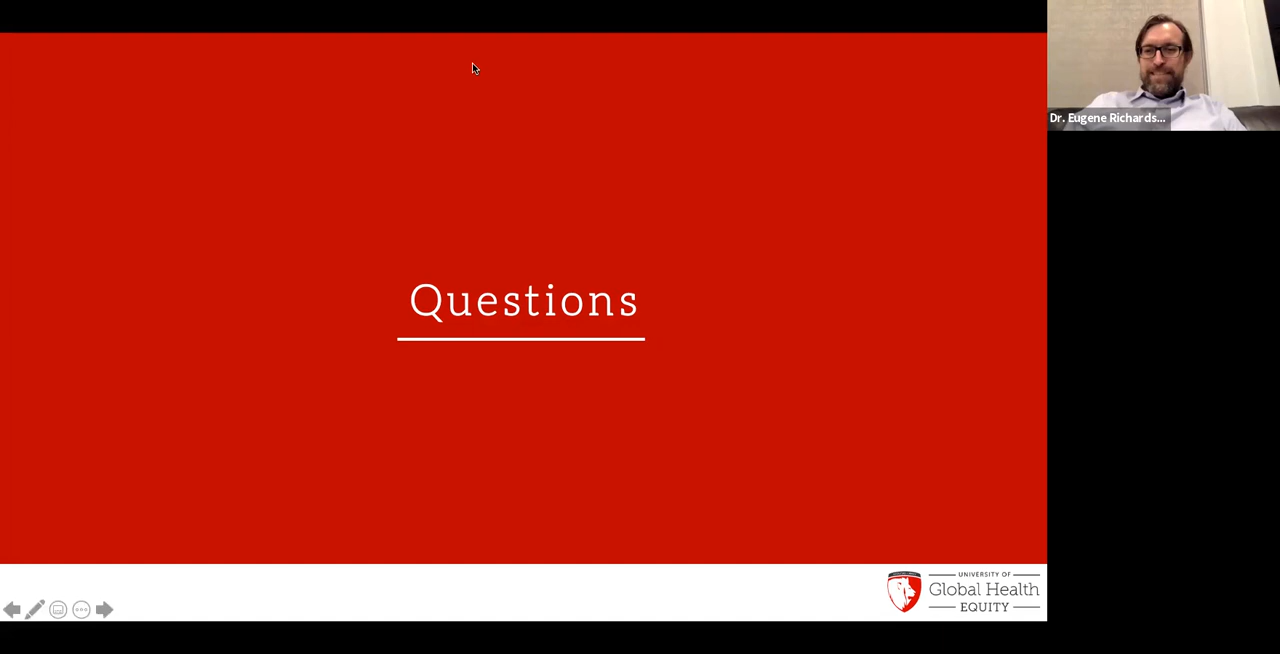 Dr. Eugene Richards...
Questions
UNIVERSITY OF
Global Health
EQUITY